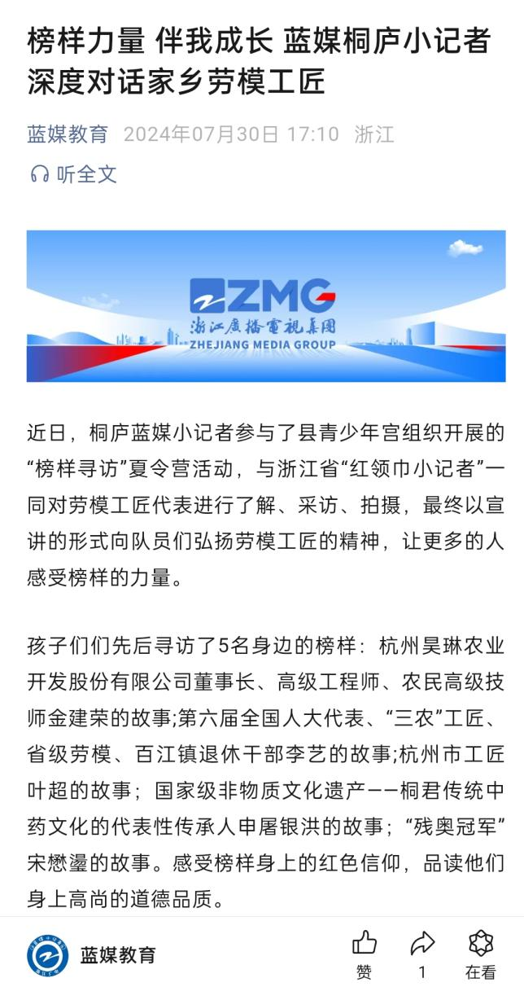 榜样力量 伴我成长 蓝媒桐庐小记者
深度对话家乡劳模工匠
蓝媒教育 2024年07月30日 17:10 浙江
听全文
ZMG
浙江廣播電視集團
ZHEJIANG MEDIA GROUP
近日，桐庐蓝媒小记者参与了县青少年宫组织开展的
“榜样寻访”夏令营活动，与浙江省“红领巾小记者”一
同对劳模工匠代表进行了解、采访、拍摄，最终以宣
讲的形式向队员们弘扬劳模工匠的精神，让更多的人
感受榜样的力量。
孩子们们先后寻访了5名身边的榜样：杭州昊琳农业
开发股份有限公司董事长、高级工程师、农民高级技
师金建荣的故事;第六届全国人大代表、“三农”工匠、
省级劳模、百江镇退休干部李艺的故事;杭州市工匠
叶超的故事；国家级非物质文化遗产——桐君传统中
药文化的代表性传承人申屠银洪的故事；“残奥冠军”
宋懋鎏的故事。感受榜样身上的红色信仰，品读他们
身上高尚的道德品质。
蓝媒教育
赞
1
在看